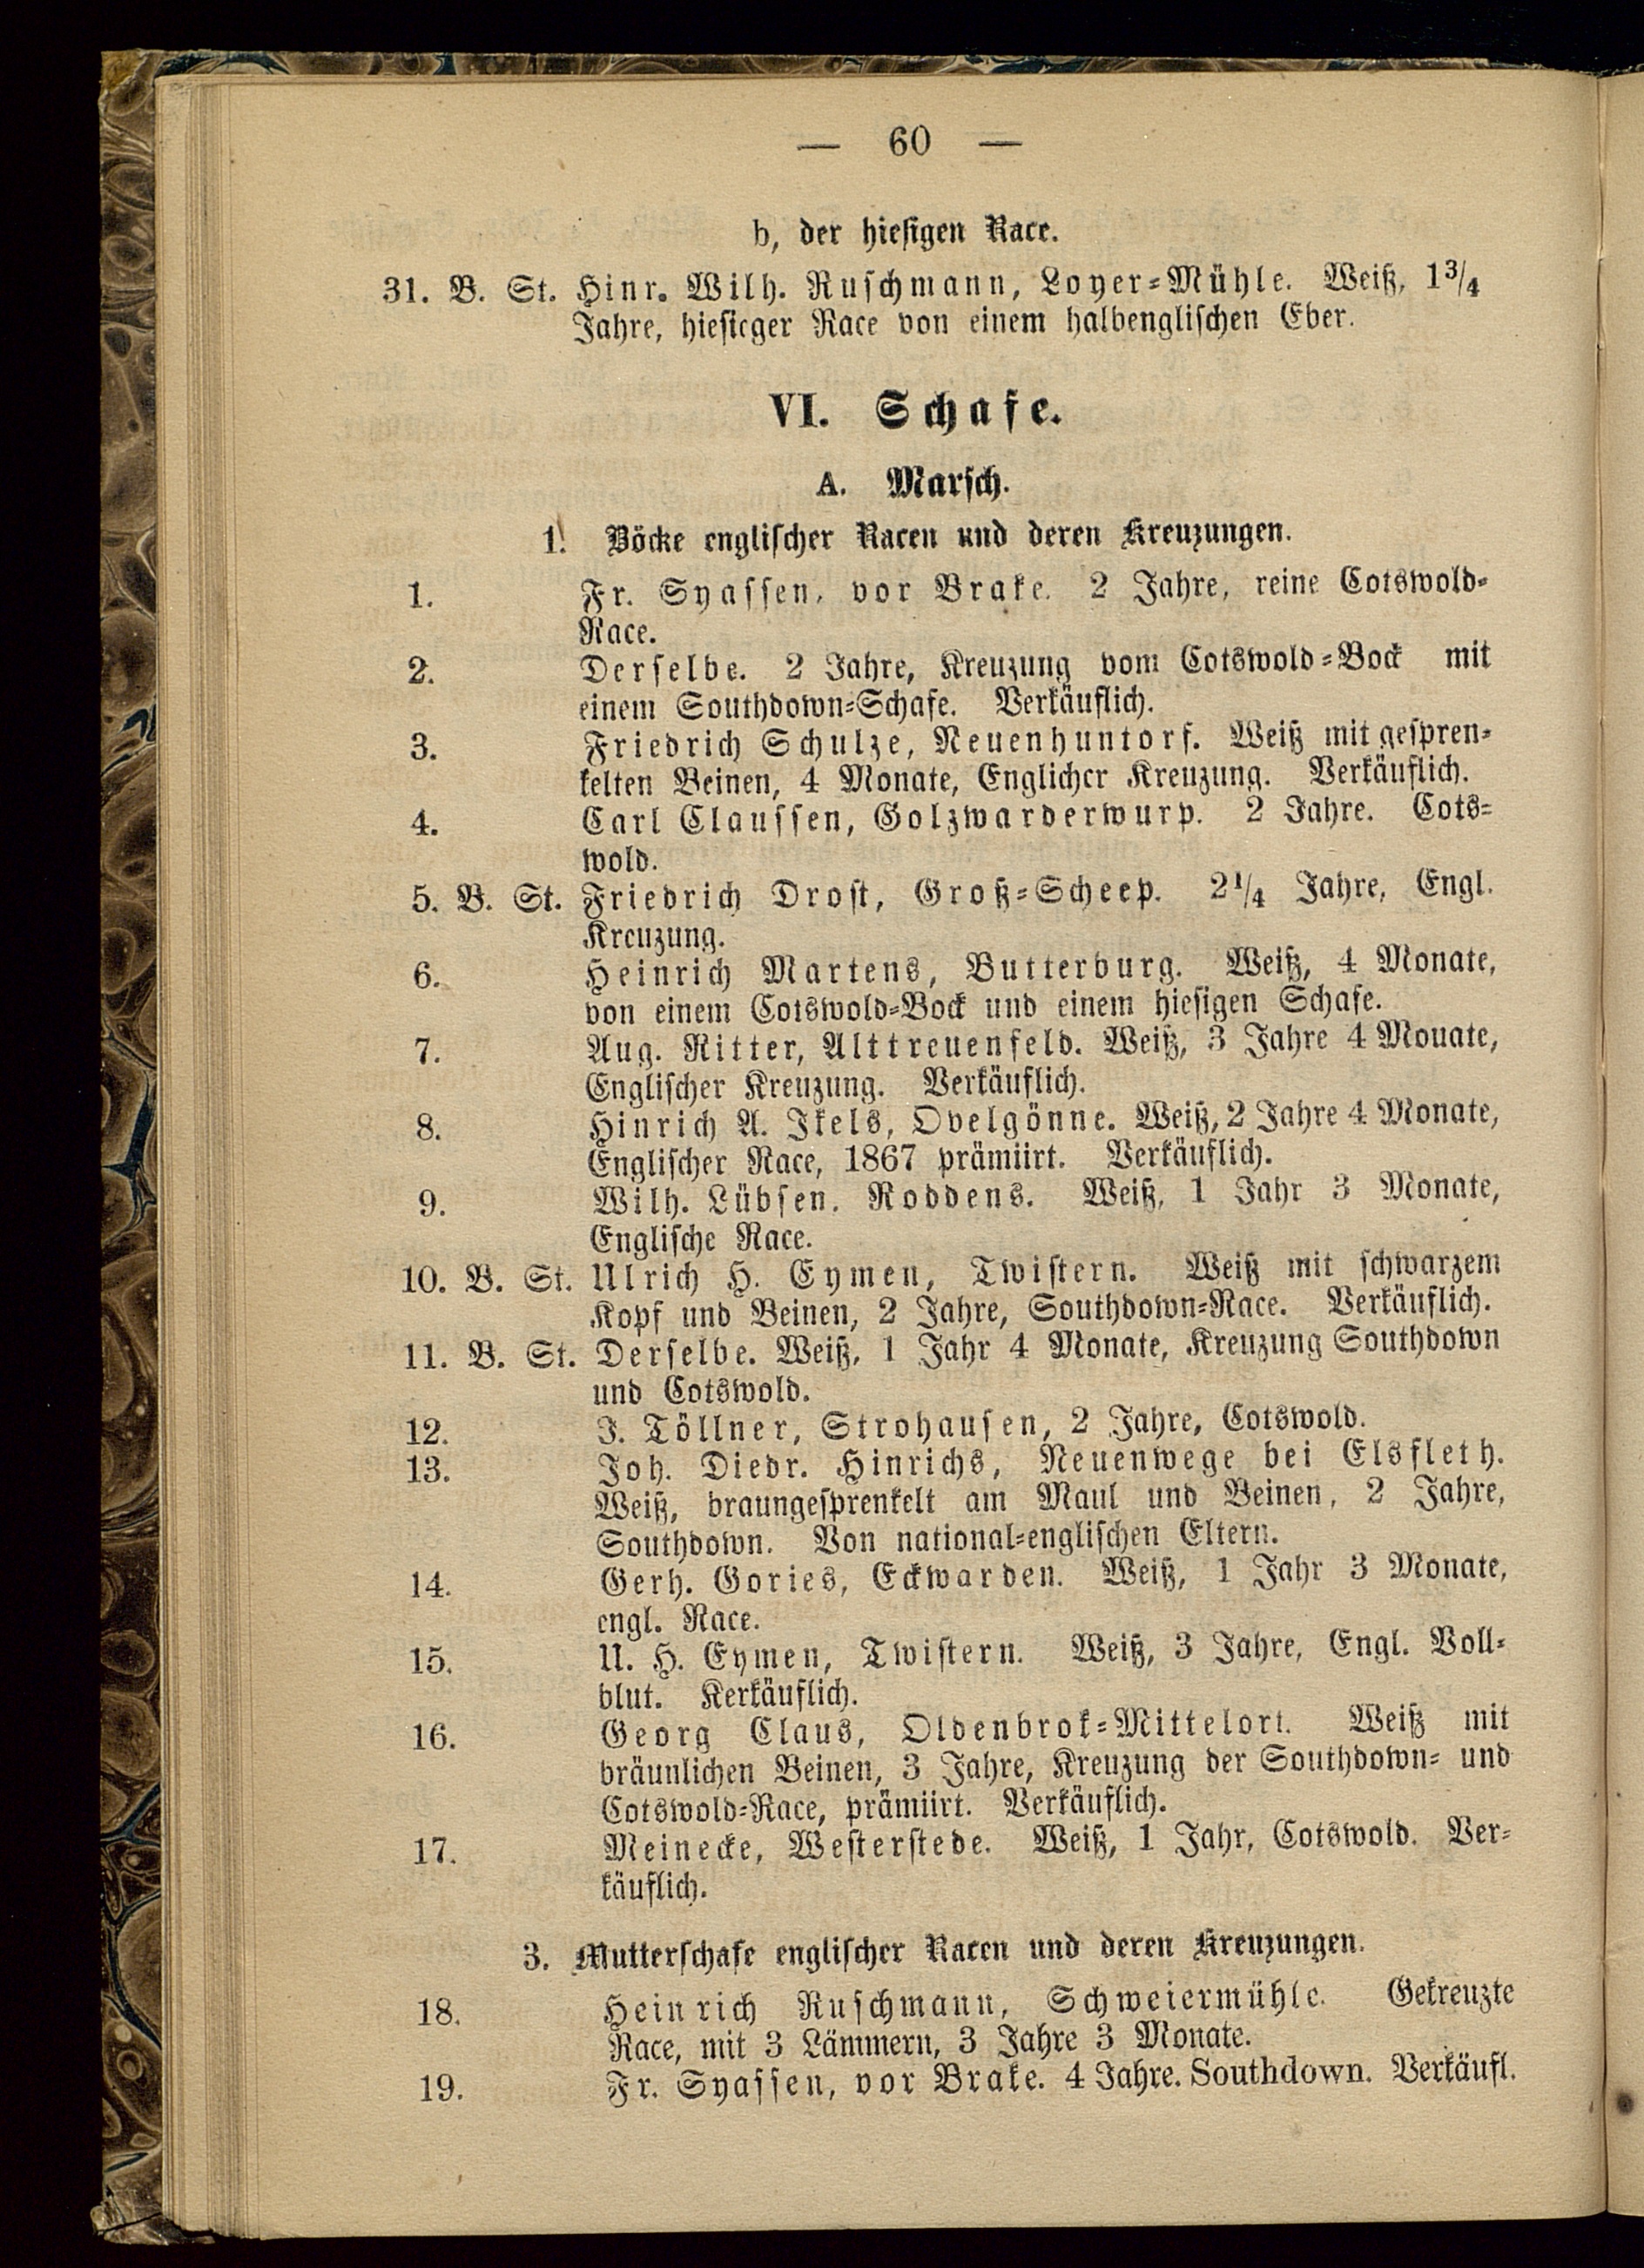 — 60 —
b, der hiesigen Race.
31. B. St. Hinr. Wilh. Ruschmann, Loyer=Mühle. Weiß, 1¾
Jahre, hiesieger Race von einem halbenglischen Eber.
VI. Schafe.
A. Marsch.
1. Böcke englischer Racen und deren Kreuzungen.
1. Fr. Syassen, vor Brake. 2 Jahre, reine Cotswold=
Race.
2. Derselbe. 2 Jahre, Kreuzung vom Cotswold=Bock mit
einem Southdown=Schafe. Verkäuflich.
3. Friedrich Schulze, Neuenhuntorf. Weiß mit gespren=
kelten Beinen, 4 Monate, Englicher Kreuzung. Verkäuflich.
4. Carl Claussen, Golzwarderwurp. 2 Jahre. Cots=
wold.
5. B. St. Friedrich Drost, Groß=Scheep. 2¼ Jahre, Engl.
Kreuzung.
6. Heinrich Martens, Butterburg. Weiß, 4 Monate,
von einem Cotswold=Bock und einem hiesigen Schafe.
7. Aug. Ritter, Alttreuenfeld. Weiß, 3 Jahre 4 Mouate,
Englischer Kreuzung. Verkäuflich.
8. Hinrich A. Ikels, Ovelgönne. Weiß, 2 Jahre 4 Monate,
Englischer Race, 1867 prämiirt. Verkäuflich.
9. Wilh. Lübsen, Roddens. Weiß, 1 Jahr 3 Monate,
Englische Race.
10. B. St. Ulrich H. Eymen, Twistern. Weiß mit schwarzem
Kopf und Beinen, 2 Jahre, Southdown=Race. Verkäuflich.
11. B. St. Derselbe. Weiß, 1 Jahr 4 Monate, Kreuzung Southdown
und Cotswold.
12. J. Töllner, Strohausen, 2 Jahre, Cotswold.
13. Joh. Diedr. Hinrichs, Neuenwege bei Elsfleth.
Weiß, braungesprenkelt am Maul und Beinen, 2 Jahre,
Southdown. Von national=englischen Eltern.
14. Gerh. Gories, Eckwarden. Weiß, 1 Jahr 3 Monate,
engl. Race.
15. U. H. Eymen, Twistern. Weiß, 3 Jahre, Engl. Voll=
blut. Kerkäuflich.
16. Georg Claus, Oldenbrok=Mittelort. Weiß mit
bräunlichen Beinen, 3 Jahre, Kreuzung der Southdown= und
Cotswold=Race, prämiirt. Verkäuflich.
17. Meinecke, Westerstede. Weiß, 1 Jahr, Cotswold. Ver=
käuflich.
3. Mutterschafe englischer Racen und deren Kreuzungen.
18. Heinrich Ruschmann, Schweiermühle. Gekreuzte
Race, mit 3 Lämmern, 3 Jahre 3 Monate.
19. Fr. Syassen, vor Brake. 4 Jahre. Southdown. Verkäufl.